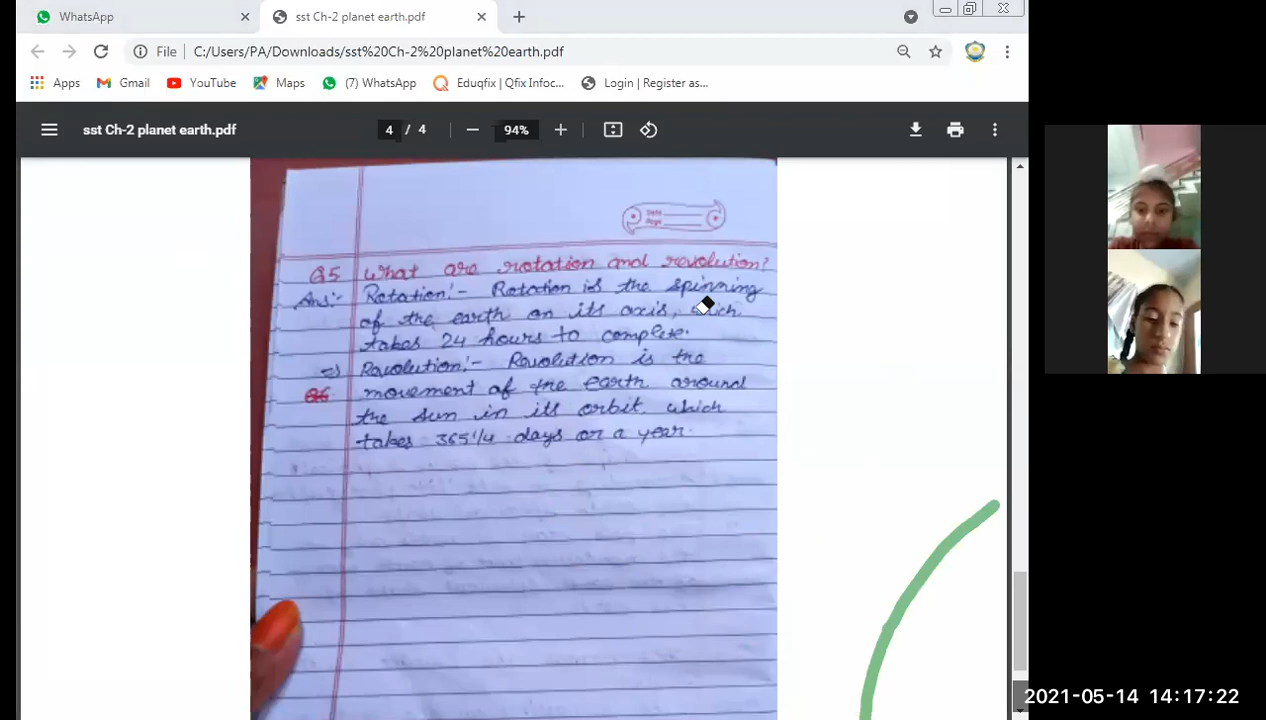 WhatsApp
sst Ch-2 planet earth.pdf
File
C:/Users/PA/Downloads/sst%20Ch-2%20planet%20earth.pdf
Apps
Gmail
YouTube
Maps
(7) WhatsApp
Eduqfix | Qfix Infoc...
Login | Register as...
sst Ch-2 planet earth.pdf
4 / 4
94%
Date
Page
Q5 What are rotation and revolution?
Ans:- Rotation:- Rotation is the spinning
of the earth on its axis, which
takes 24 hours to complete.
=> Revolution:- Revolution is the
Q6 movement of the earth around
the sun in its orbit. which
takes 365 1/4 days or a year.
2021-05-14 14:17:22